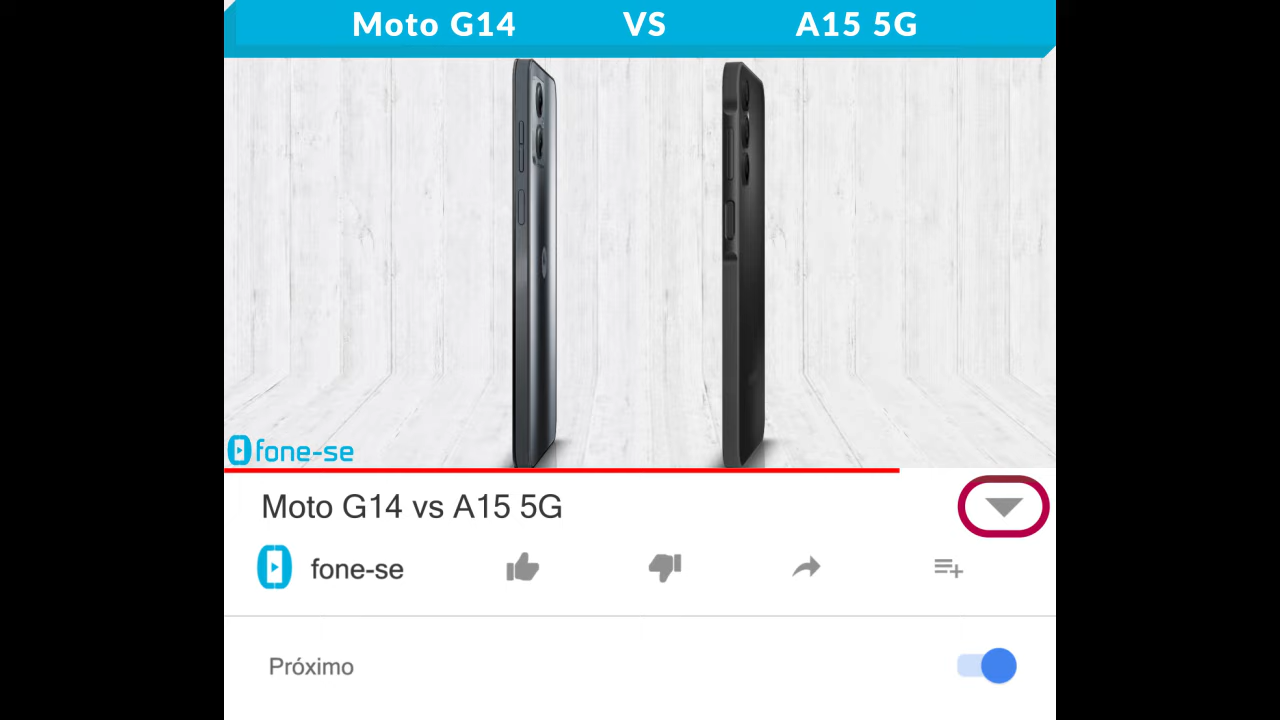 Moto G14 VS A15 5G
fone-se
Moto G14 vs A15 5G
fone-se
Próximo